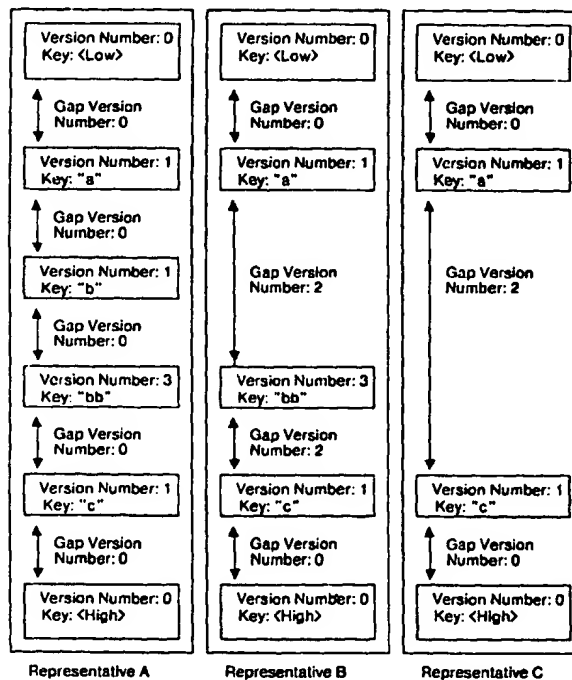 Version Number: 0
Key: <Low>
Gap Version
Number: 0
Version Number: 1
Key: "a"
Gap Version
Number: 0
Version Number: 1
Key: "b"
Gap Version
Number: 0
Version Number: 3
Key: "bb"
Gap Version
Number: 0
Version Number: 1
Key: "c"
Gap Version
Number: 0
Version Number: 0
Key: <High>
Representative A
Version Number: 0
Key: <Low>
Gap Version
Number: 0
Version Number: 1
Key: "a"
Gap Version
Number: 2
Version Number: 3
Key: "bb"
Gap Version
Number: 2
Version Number: 1
Key: "c"
Gap Version
Number: 0
Version Number: 0
Key: <High>
Representative B
Version Number: 0
Key: <Low>
Gap Version
Number: 0
Version Number: 1
Key: "a"
Gap Version
Number: 2
Version Number: 1
Key: "c"
Gap Version
Number: 0
Version Number: 0
Key: <High>
Representative C